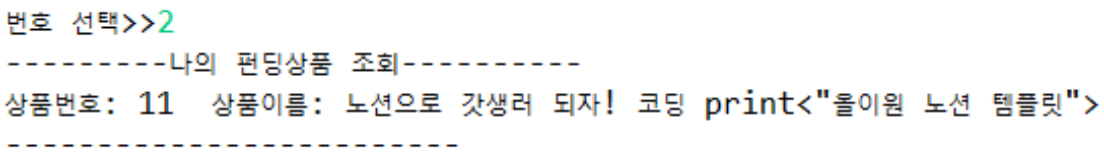 번호 선택>>2
---------나의 펀딩상품 조회----------
상품번호: 11  상품이름: 노션으로 갓생러 되자! 코딩 print<"올이원 노션 템플릿">
-------------------------